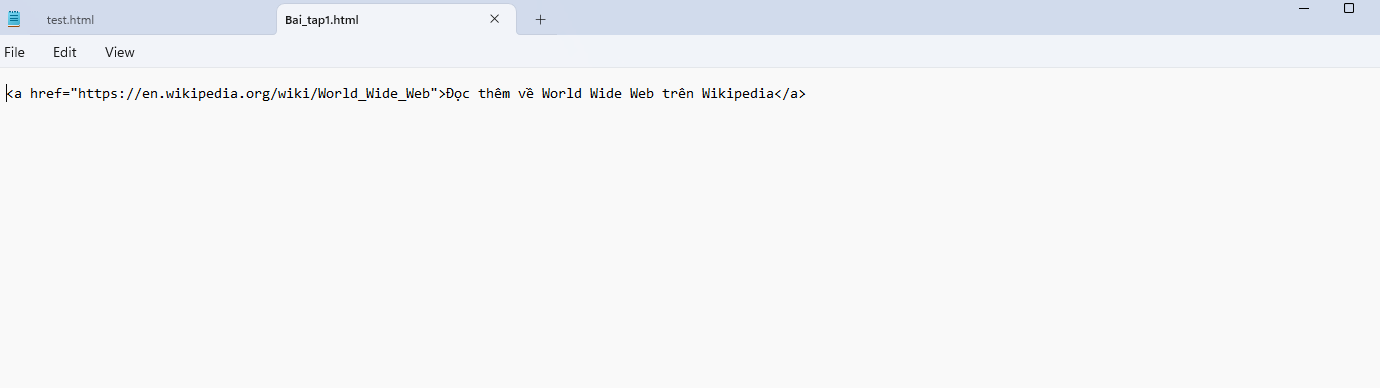 test.html
Bai_tap1.html
File Edit View
<a href="https://en.wikipedia.org/wiki/World_Wide_Web">Đọc thêm về World Wide Web trên Wikipedia</a>